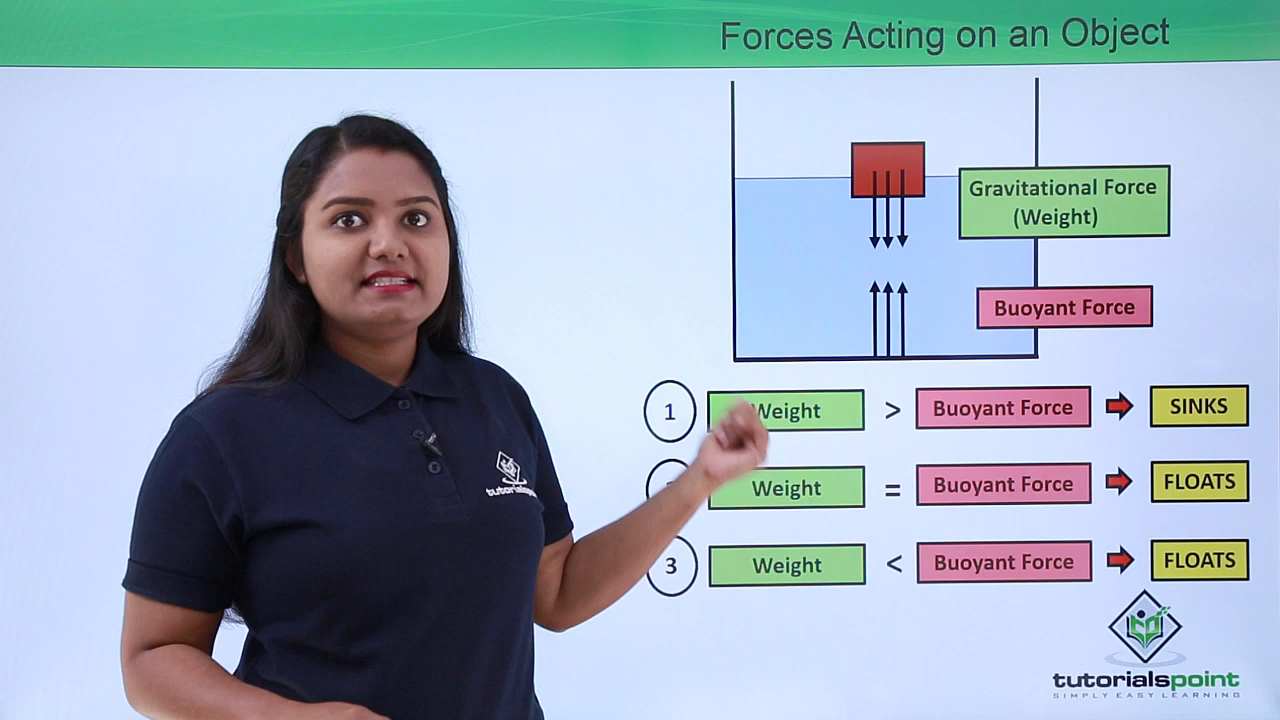 Forces Acting on an Object
Gravitational Force
(Weight)
Buoyant Force
1 Weight > Buoyant Force SINKS
Weight = Buoyant Force FLOATS
3 Weight < Buoyant Force FLOATS
tutorialspoint
tutorialspoint
SIMPLY EASY LEARNING